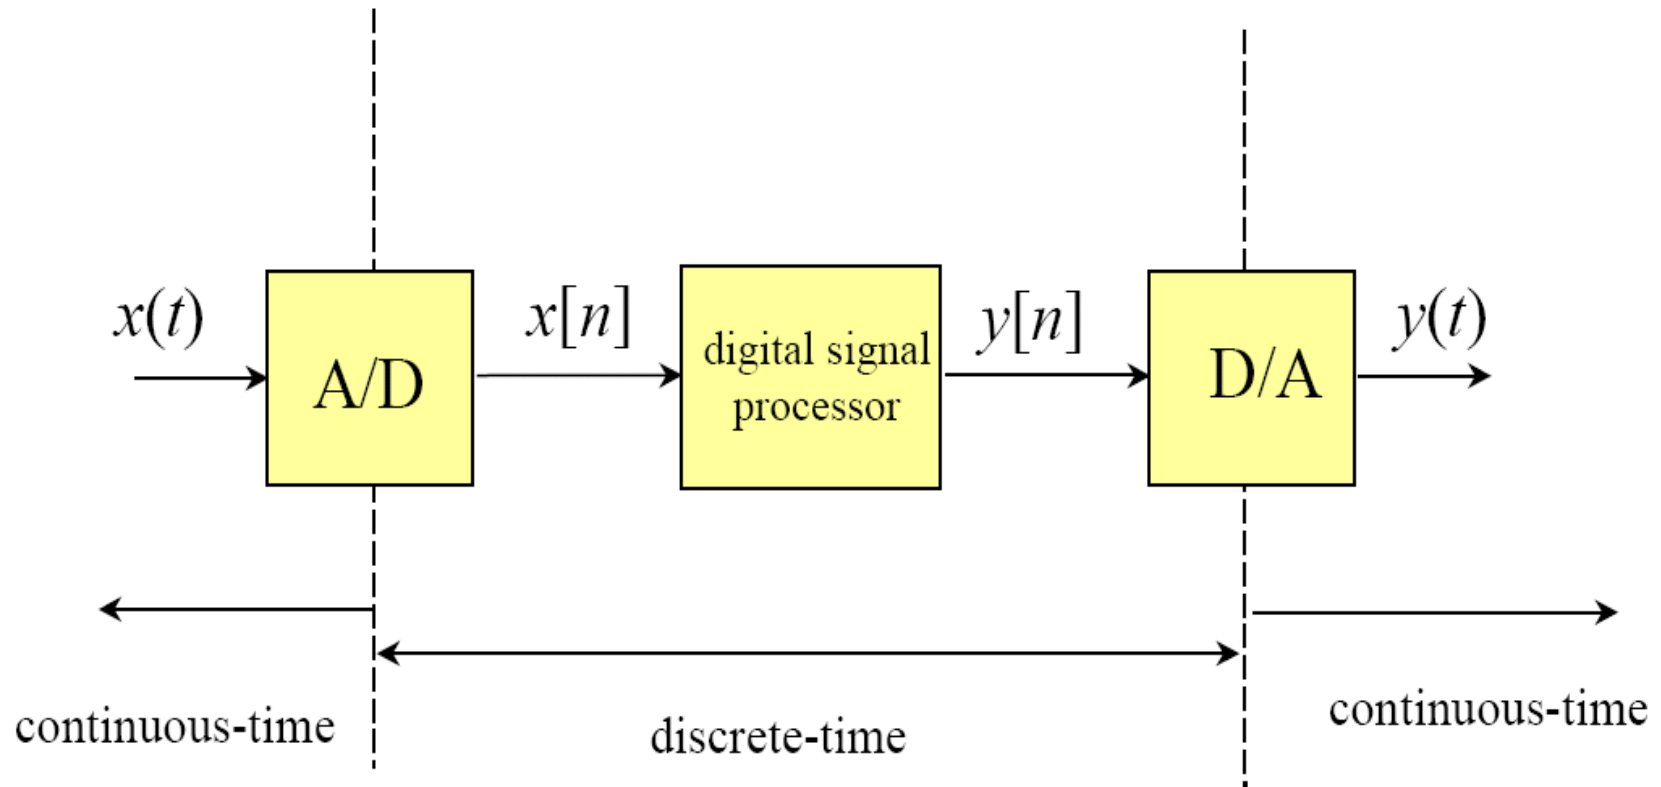 x(t)
A/D
x[n]
digital signal
processor
y[n]
D/A
y(t)
continuous-time
discrete-time
continuous-time